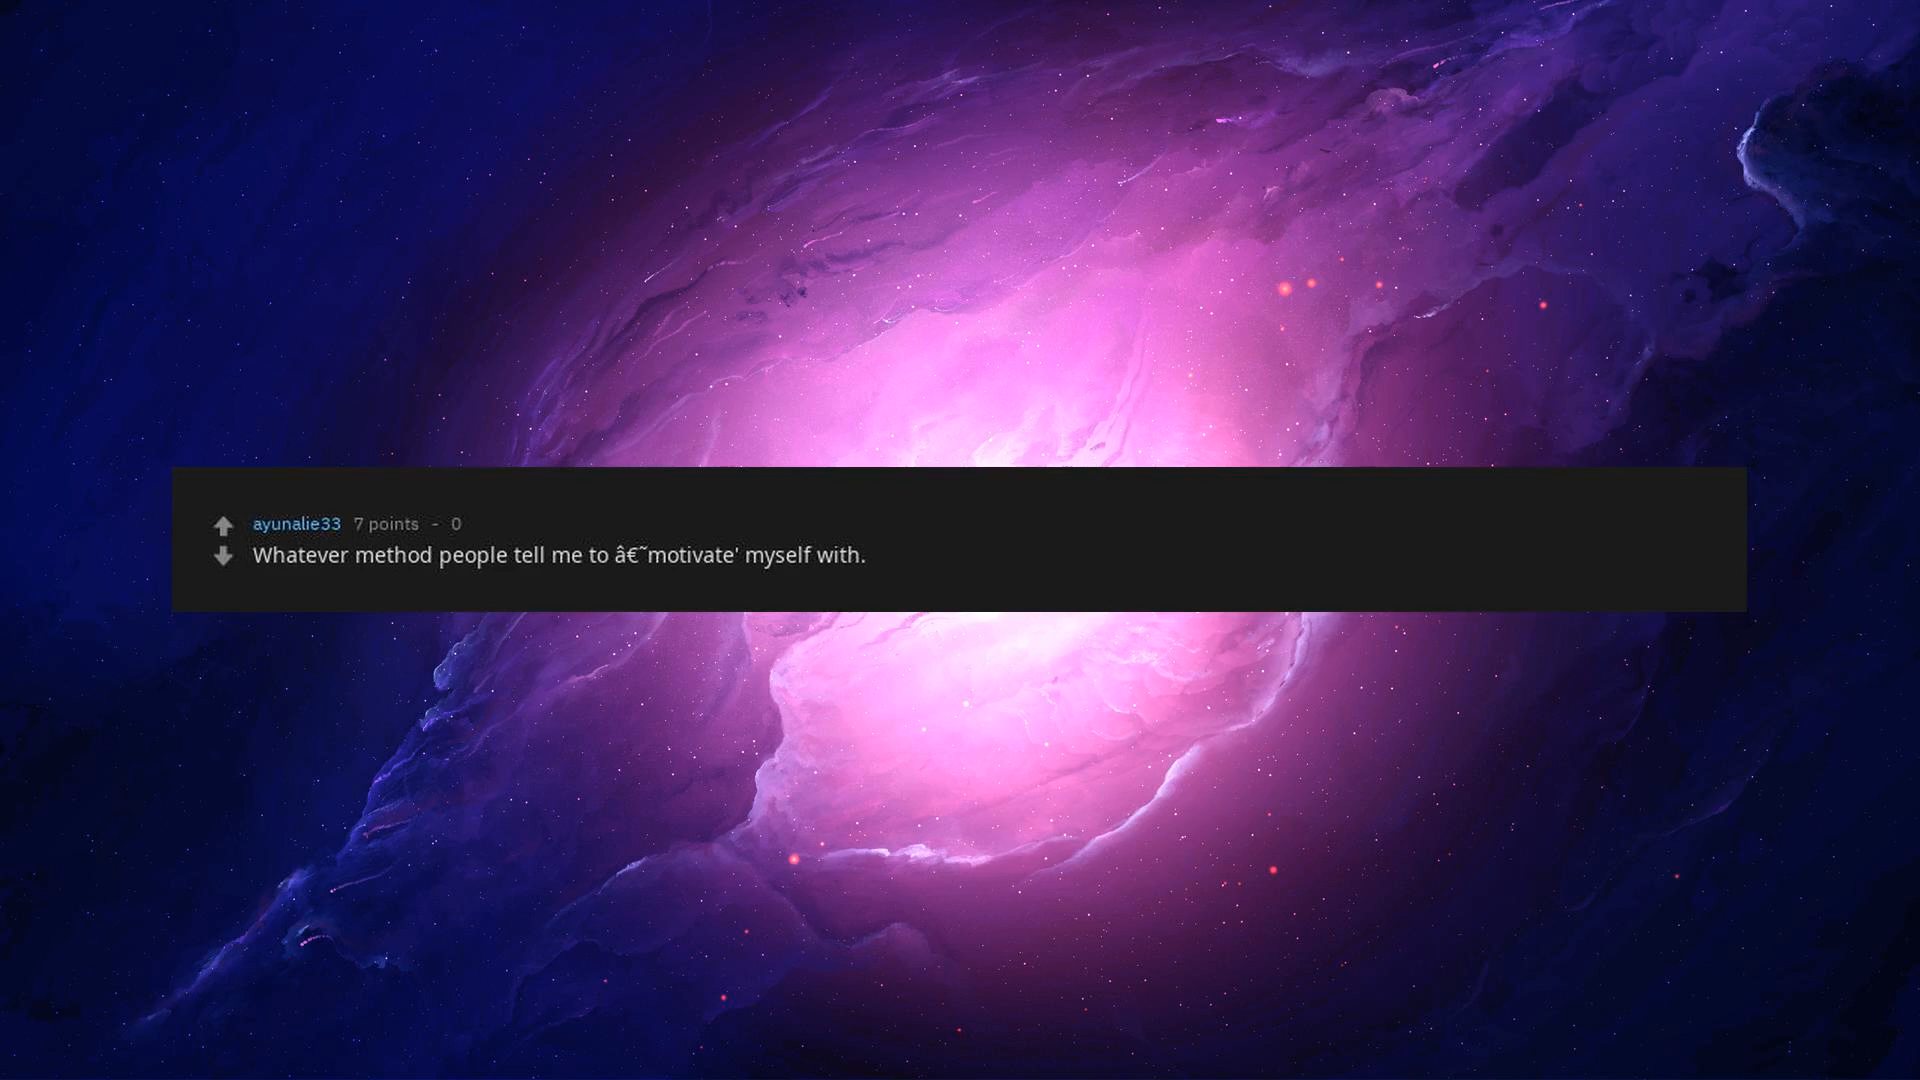 ayunalie33 7 points - 0
Whatever method people tell me to â€˜motivate' myself with.